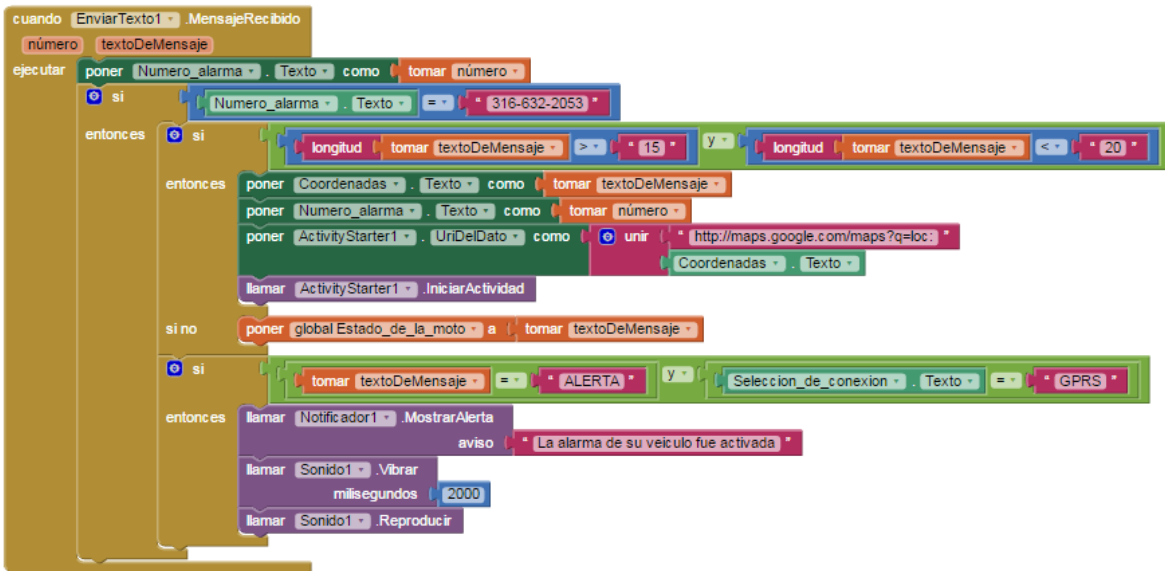 cuando EnviarTexto1 .MensajeRecibido
número textoDeMensaje
ejecutar poner Numero_alarma . Texto como tomar número
si Numero_alarma . Texto = " 316-632-2053 "
entonces si longitud tomar textoDeMensaje > " 15 " y longitud tomar textoDeMensaje < " 20 "
entonces poner Coordenadas . Texto como tomar textoDeMensaje
poner Numero_alarma . Texto como tomar número
poner ActivityStarter1 . UriDelDato como unir " http://maps.google.com/maps?q=loc: "
Coordenadas . Texto
llamar ActivityStarter1 .IniciarActividad
si no poner global Estado_de_la_moto a tomar textoDeMensaje
si tomar textoDeMensaje = " ALERTA " y Seleccion_de_conexion . Texto = " GPRS "
entonces llamar Notificador1 .MostrarAlerta
aviso " La alarma de su veiculo fue activada "
llamar Sonido1 .Vibrar
milisegundos 2000
llamar Sonido1 .Reproducir